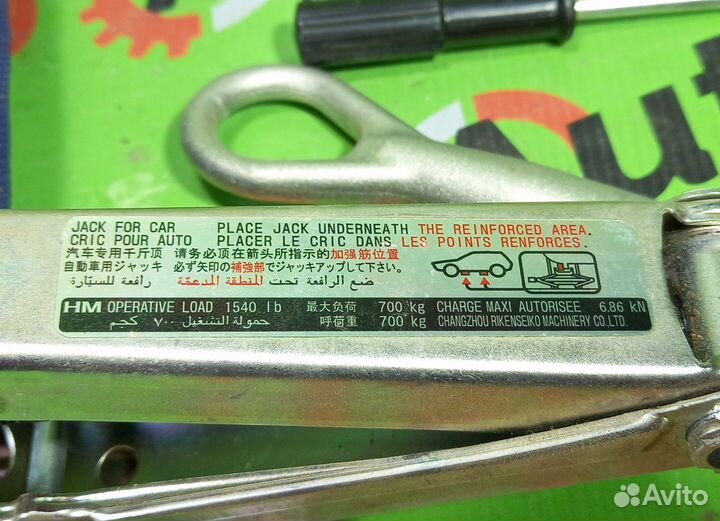 JACK FOR CAR PLACE JACK UNDERNEATH THE REINFORCED AREA.
CRIC POUR AUTO PLACER LE CRIC DANS LES POINTS RENFORCES.
汽车专用千斤顶 请务必顶在箭头所指示的加强筋位置
自動車用ジャッキ 必ず矢印の補強部でジャッキアップして下さい。
رافعة للسيّارة ضع الرافعة تحت المنطقة المدعمّة
HM OPERATIVE LOAD 1540 lb 最大负荷 700 kg CHARGE MAXI AUTORISEE 6.86 kN
حمولة التشغيل ٧٠٠ كجم 呼荷重 700 kg CHANGZHOU RIKENSEIKO MACHINERY CO.LTD.
Avito